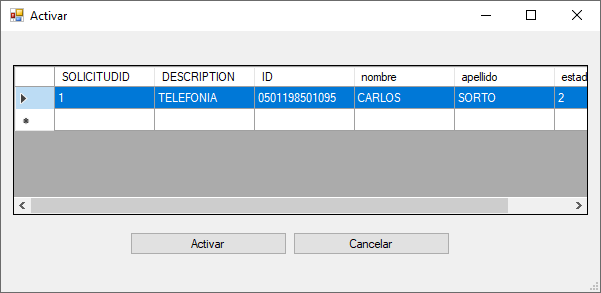 Activar
SOLICITUDID DESCRIPTION ID nombre apellido estad
1 TELEFONIA 0501198501095 CARLOS SORTO 2
Activar Cancelar